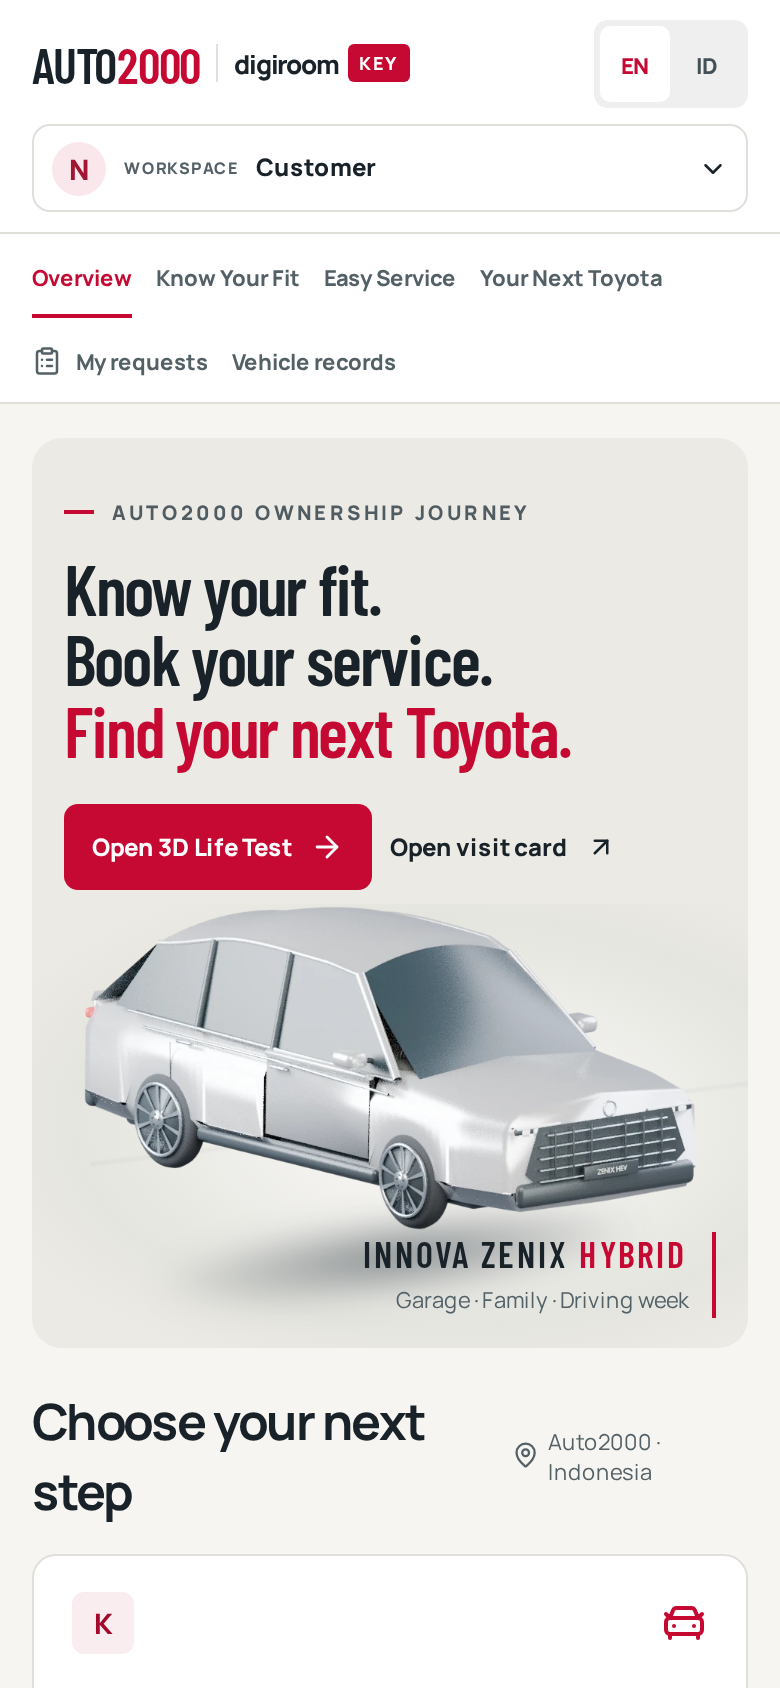 AUTO2000 digiroom KEY
EN ID
N WORKSPACE Customer
Overview Know Your Fit Easy Service Your Next Toyota
My requests Vehicle records
AUTO2000 OWNERSHIP JOURNEY
Know your fit.
Book your service.
Find your next Toyota.
Open 3D Life Test Open visit card
ZENIX HEV
INNOVA ZENIX HYBRID
Garage · Family · Driving week
Choose your next
step
Auto2000 ·
Indonesia
K